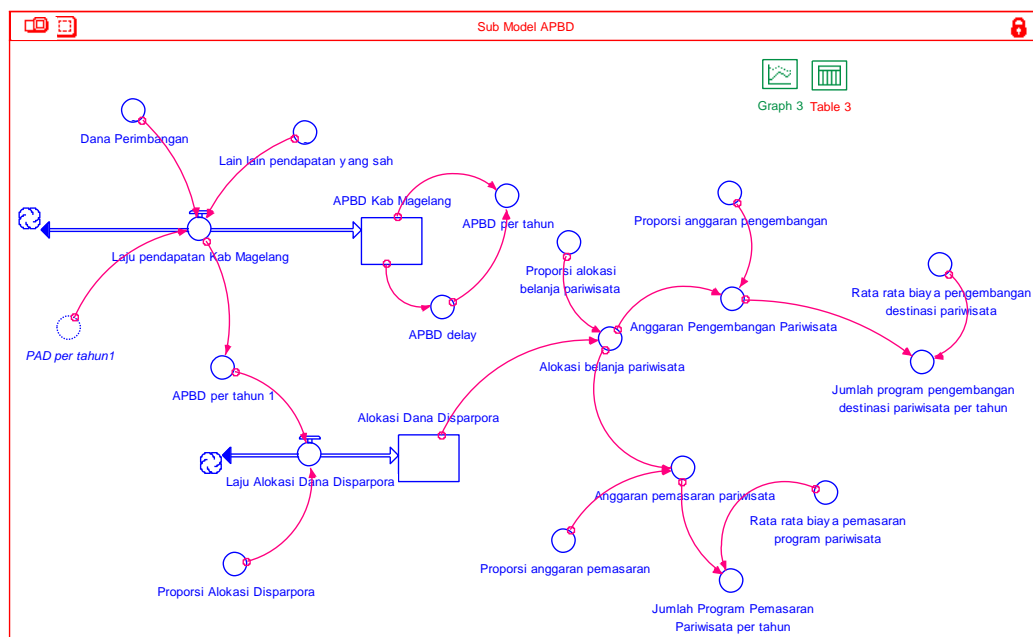 Sub Model APBD
Graph 3
Table 3
Dana Perimbangan
Lain lain pendapatan yang sah
APBD Kab Magelang
APBD per tahun
Proporsi anggaran pengembangan
Laju pendapatan Kab Magelang
Proporsi alokasi
belanja pariwisata
Rata rata biaya pengembangan
destinasi pariwisata
PAD per tahun1
APBD delay
Anggaran Pengembangan Pariwisata
Alokasi belanja pariwisata
APBD per tahun 1
Jumlah program pengembangan
destinasi pariwisata per tahun
Alokasi Dana Disparpora
Laju Alokasi Dana Disparpora
Anggaran pemasaran pariwisata
Rata rata biaya pemasaran
program pariwisata
Proporsi anggaran pemasaran
Proporsi Alokasi Disparpora
Jumlah Program Pemasaran
Pariwisata per tahun